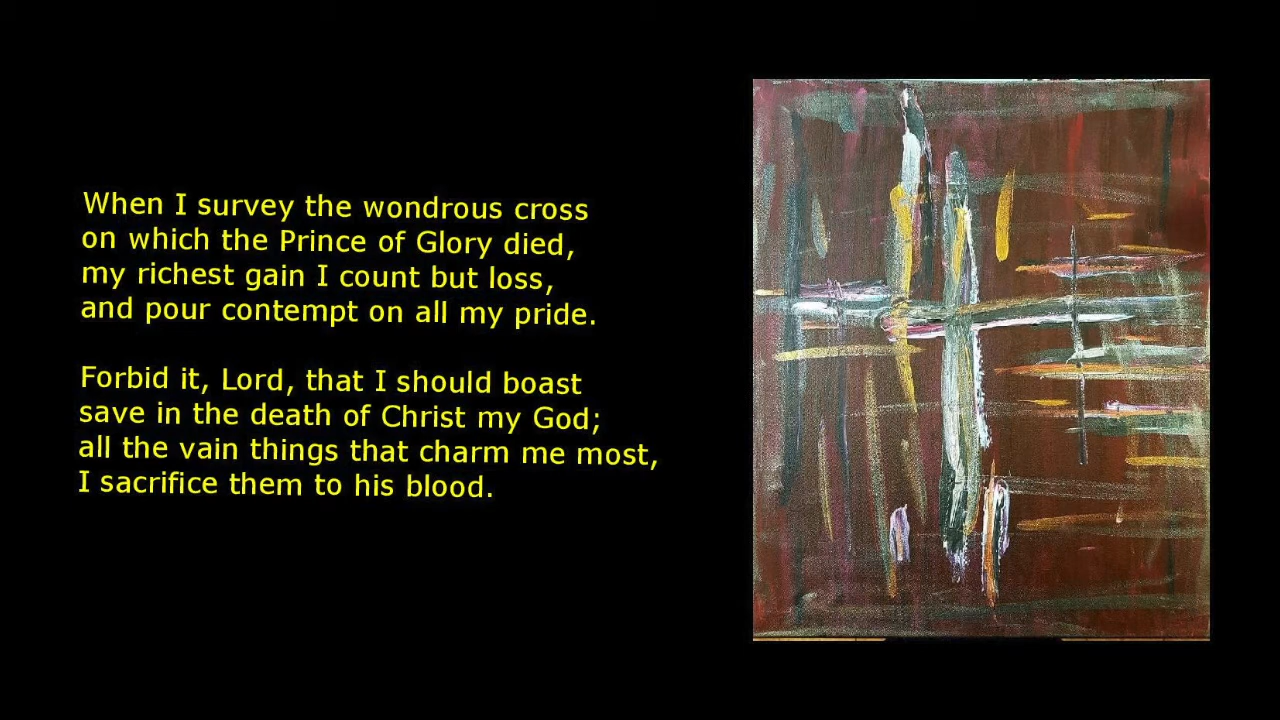 When I survey the wondrous cross
on which the Prince of Glory died,
my richest gain I count but loss,
and pour contempt on all my pride.
Forbid it, Lord, that I should boast
save in the death of Christ my God;
all the vain things that charm me most,
I sacrifice them to his blood.